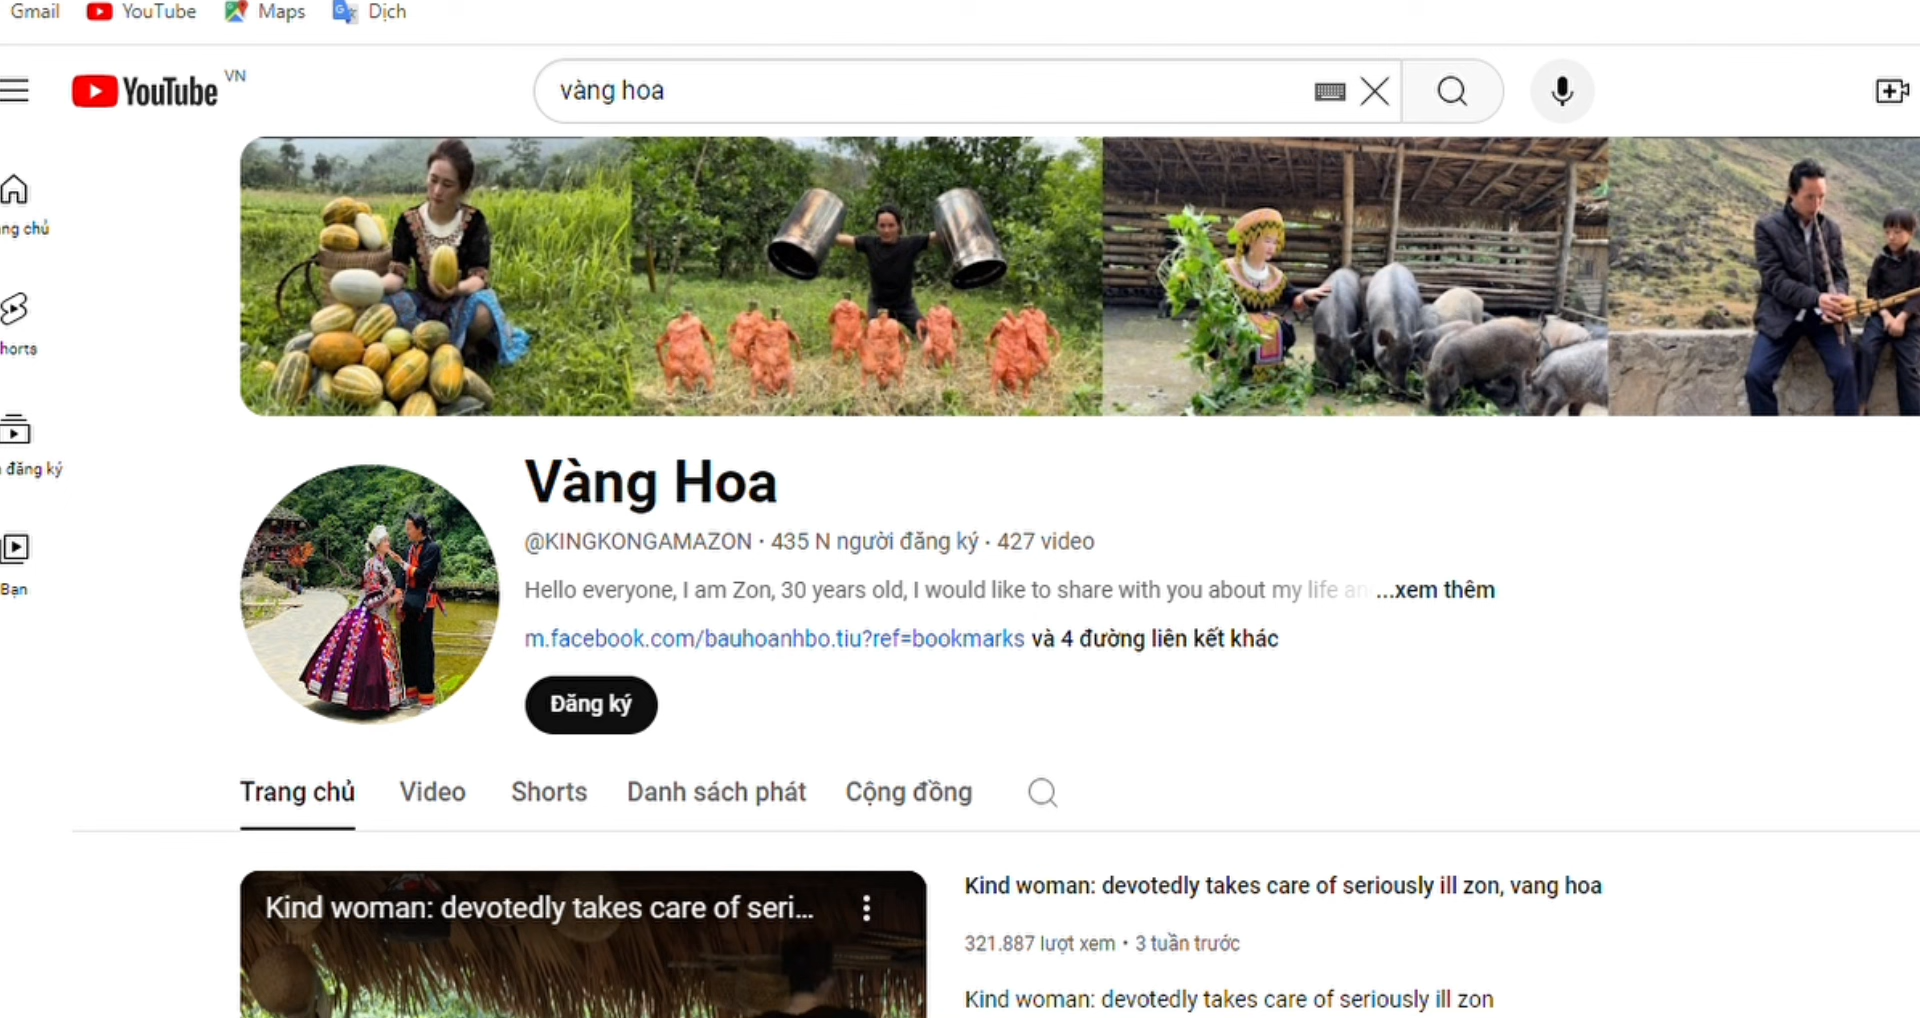 Gmail YouTube Maps Dịch
YouTube VN
vàng hoa
ng chủ
horts
đăng ký
Bạn
Vàng Hoa
@KINGKONGAMAZON • 435 N người đăng ký • 427 video
Hello everyone, I am Zon, 30 years old, I would like to share with you about my life an ...xem thêm
m.facebook.com/bauhoanhbo.tiu?ref=bookmarks và 4 đường liên kết khác
Đăng ký
Trang chủ Video Shorts Danh sách phát Cộng đồng
Kind woman: devotedly takes care of seri...
Kind woman: devotedly takes care of seriously ill zon, vang hoa
321.887 lượt xem • 3 tuần trước
Kind woman: devotedly takes care of seriously ill zon